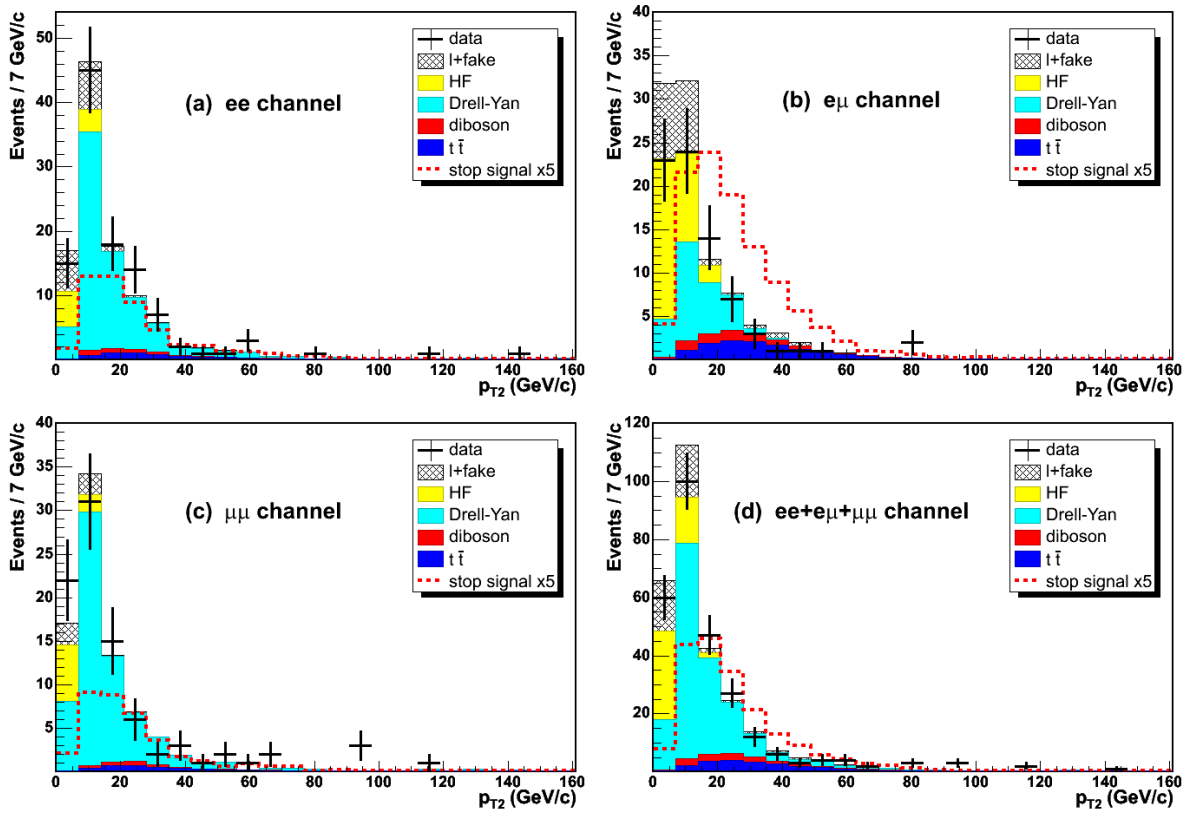 Events / 7 GeV/c
50
40
30
20
10
(a) ee channel
data
l+fake
HF
Drell-Yan
diboson
t t̄
stop signal x5
0 20 40 60 80 100 120 140 160
pT2 (GeV/c)
Events / 7 GeV/c
40
35
30
25
20
15
10
5
0
(b) eμ channel
data
l+fake
HF
Drell-Yan
diboson
t t̄
stop signal x5
0 20 40 60 80 100 120 140 160
pT2 (GeV/c)
Events / 7 GeV/c
40
35
30
25
20
15
10
5
(c) μμ channel
data
l+fake
HF
Drell-Yan
diboson
t t̄
stop signal x5
0 20 40 60 80 100 120 140 160
pT2 (GeV/c)
Events / 7 GeV/c
120
100
80
60
40
20
0
(d) ee+eμ+μμ channel
data
l+fake
HF
Drell-Yan
diboson
t t̄
stop signal x5
0 20 40 60 80 100 120 140 160
pT2 (GeV/c)